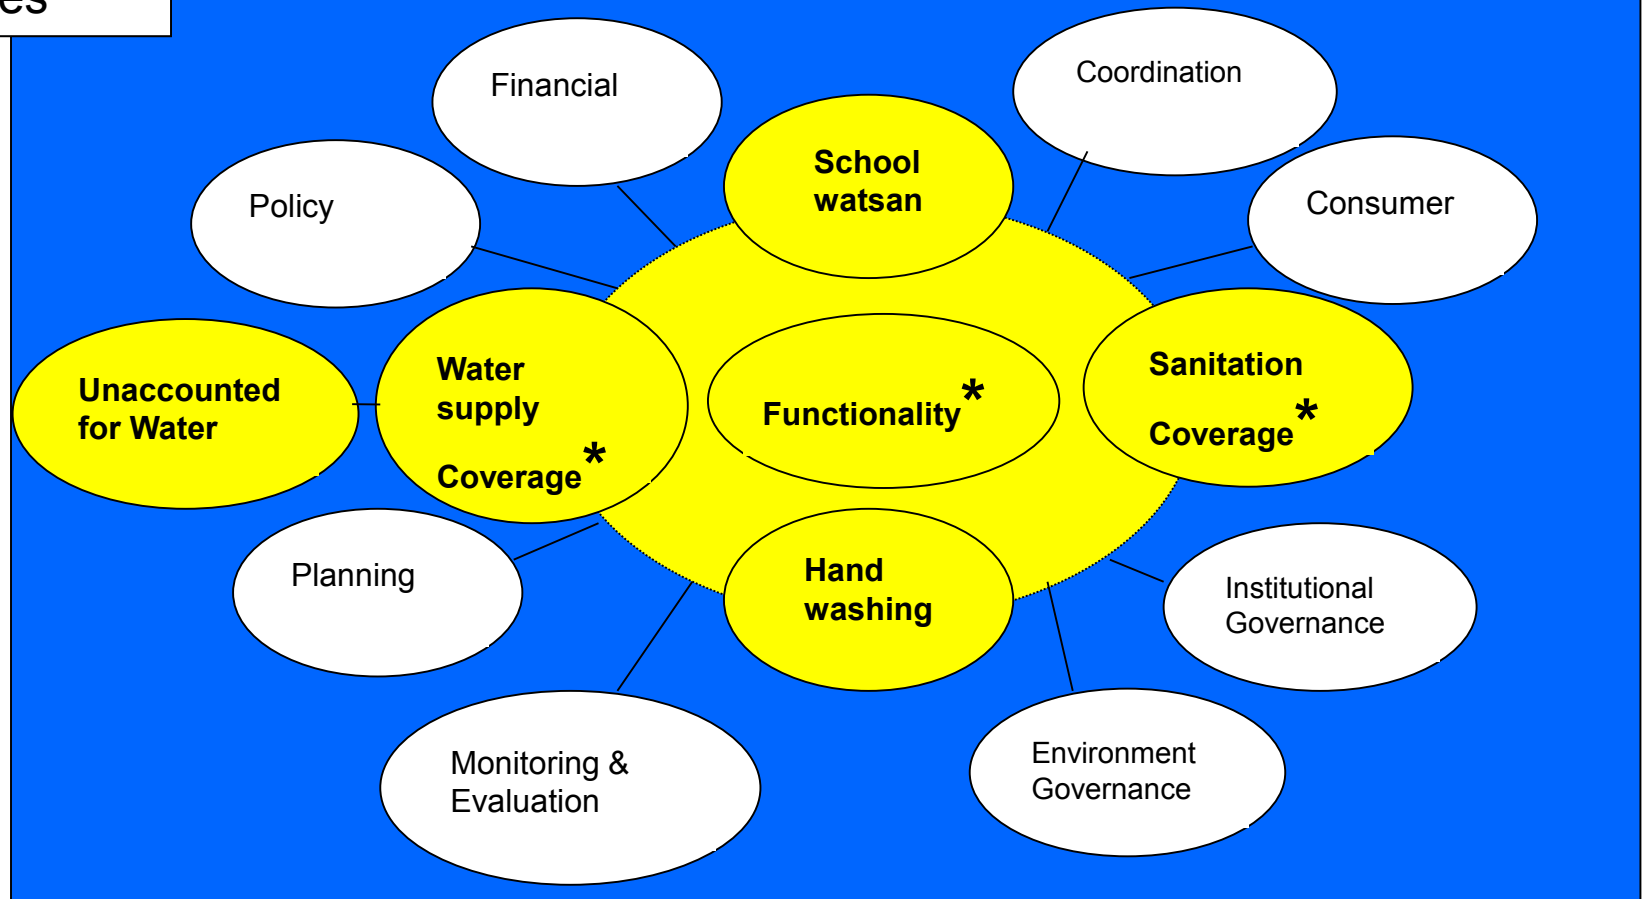 es
Financial
Coordination
School
watsan
Policy
Consumer
Unaccounted
for Water
Water
supply
Coverage*
Functionality*
Sanitation
Coverage*
Planning
Hand
washing
Institutional
Governance
Monitoring &
Evaluation
Environment
Governance